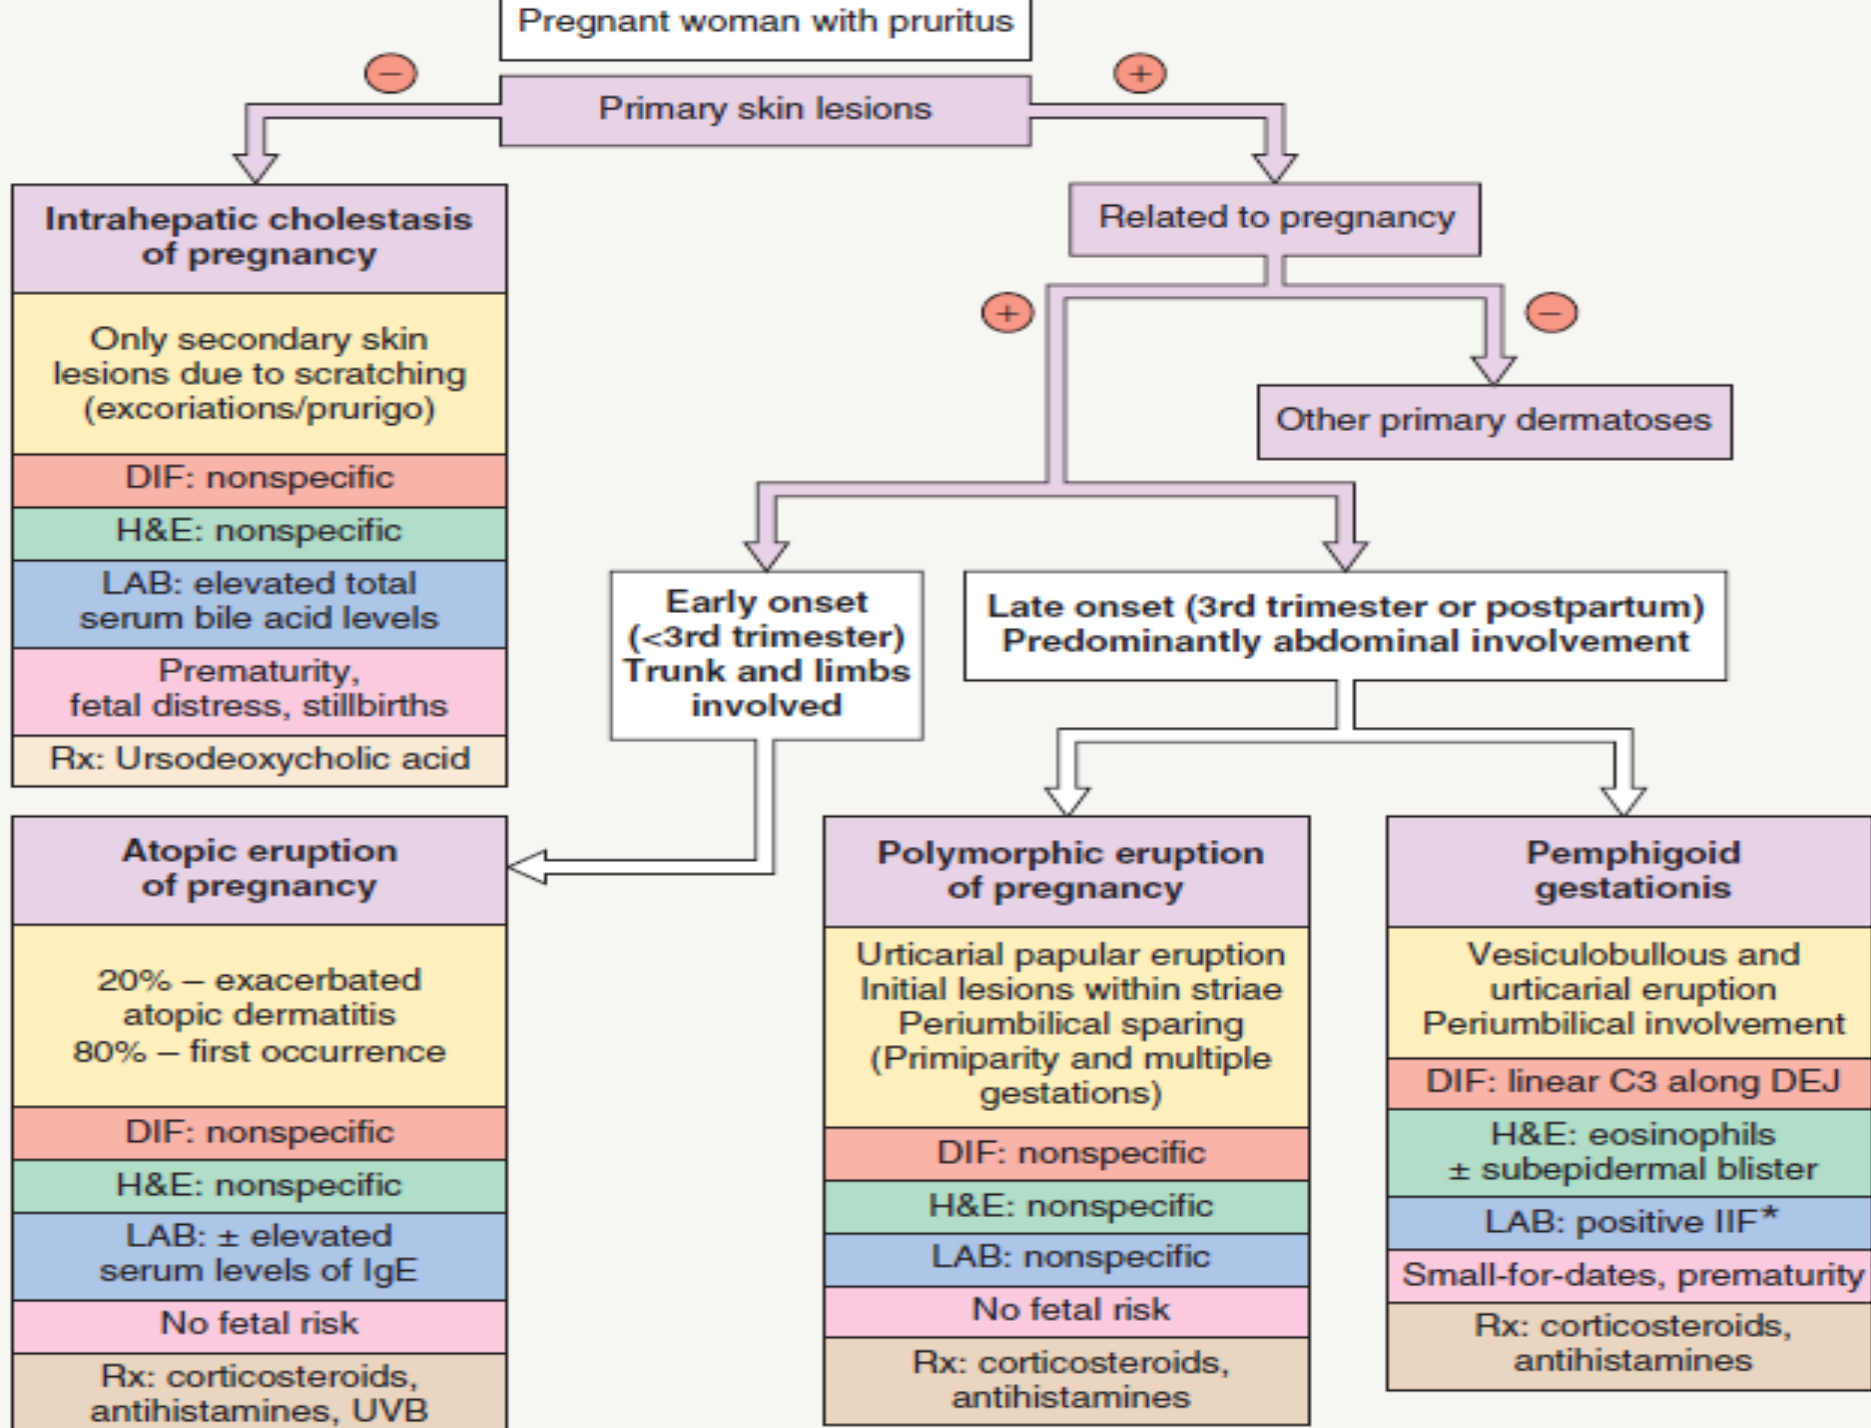 Pregnant woman with pruritus
−
+
Primary skin lesions
Intrahepatic cholestasis
of pregnancy
Only secondary skin
lesions due to scratching
(excoriations/prurigo)
DIF: nonspecific
H&E: nonspecific
LAB: elevated total
serum bile acid levels
Prematurity,
fetal distress, stillbirths
Rx: Ursodeoxycholic acid
Related to pregnancy
+
−
Other primary dermatoses
Early onset
(<3rd trimester)
Trunk and limbs
involved
Late onset (3rd trimester or postpartum)
Predominantly abdominal involvement
Atopic eruption
of pregnancy
20% – exacerbated
atopic dermatitis
80% – first occurrence
DIF: nonspecific
H&E: nonspecific
LAB: ± elevated
serum levels of IgE
No fetal risk
Rx: corticosteroids,
antihistamines, UVB
Polymorphic eruption
of pregnancy
Urticarial papular eruption
Initial lesions within striae
Periumbilical sparing
(Primiparity and multiple
gestations)
DIF: nonspecific
H&E: nonspecific
LAB: nonspecific
No fetal risk
Rx: corticosteroids,
antihistamines
Pemphigoid
gestationis
Vesiculobullous and
urticarial eruption
Periumbilical involvement
DIF: linear C3 along DEJ
H&E: eosinophils
± subepidermal blister
LAB: positive IIF*
Small-for-dates, prematurity
Rx: corticosteroids,
antihistamines